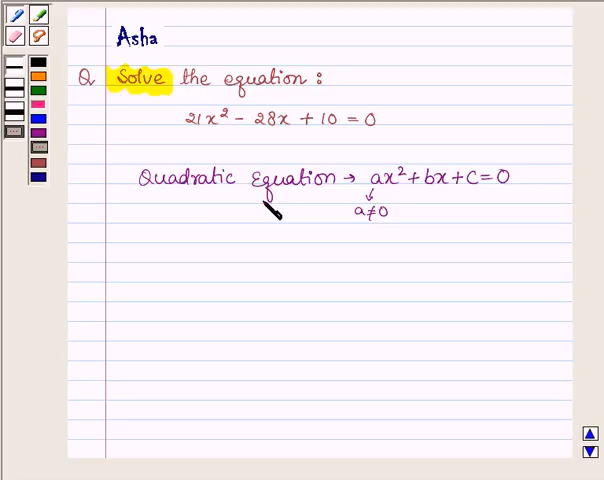 Asha
Q Solve the equation :
21x² - 28x + 10 = 0
Quadratic Equation → ax² + bx + c = 0
a ≠ 0